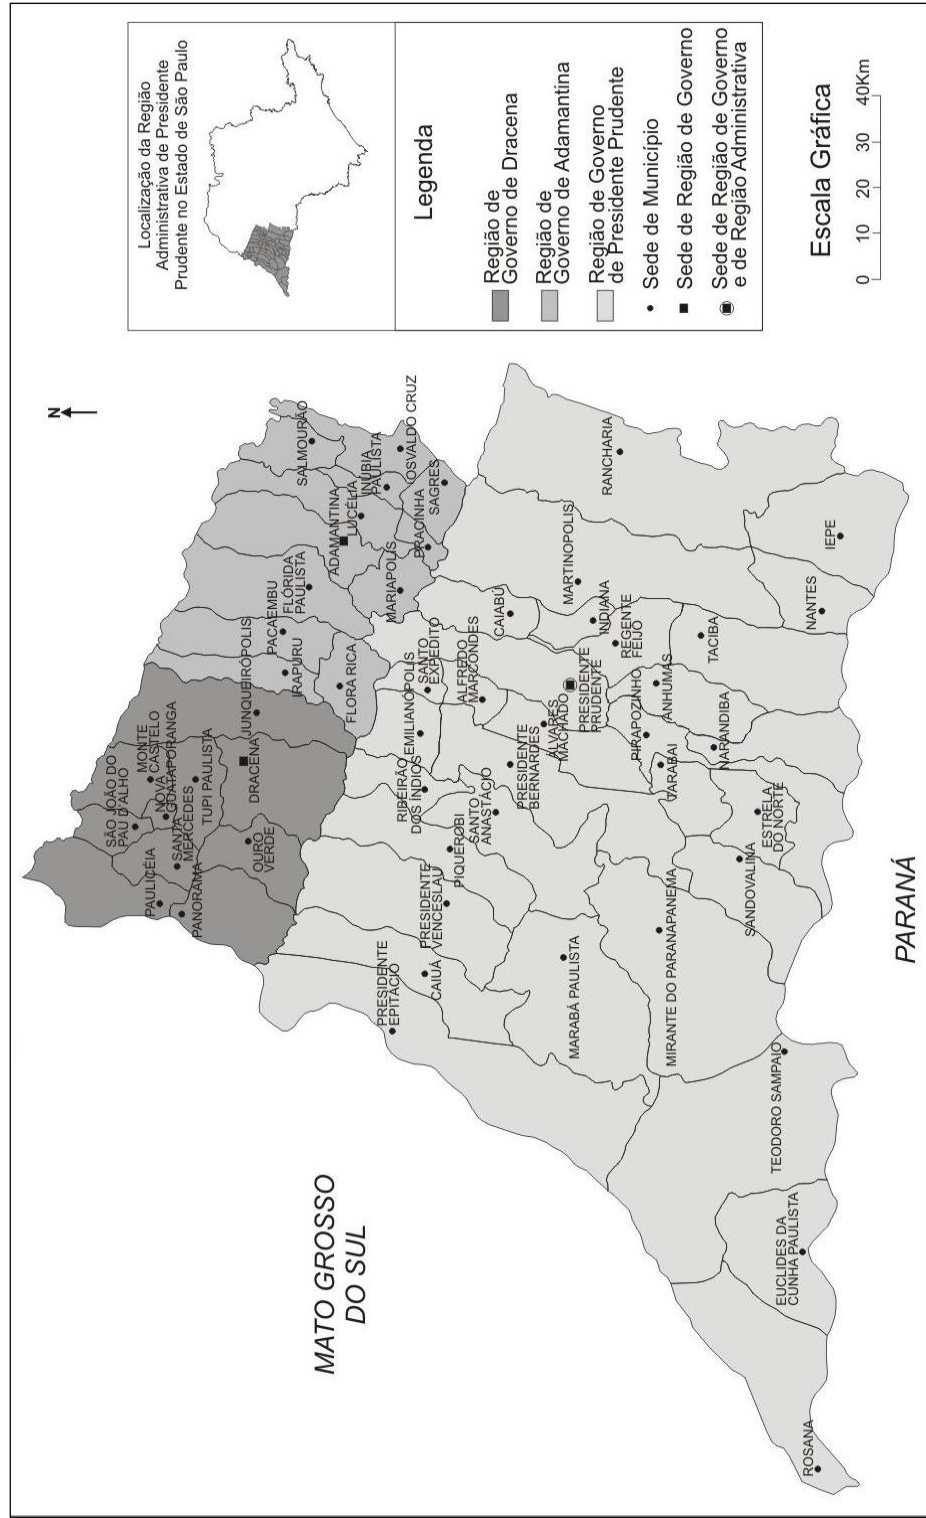 Localização da Região
Administrativa de Presidente
Prudente no Estado de São Paulo
Legenda
Região de
Governo de Dracena
Região de
Governo de Adamantina
Região de Governo
de Presidente Prudente
Sede de Município
Sede de Região de Governo
Sede de Região de Governo
e de Região Administrativa
Escala Gráfica
0 10 20 30 40Km
N
MATO GROSSO
DO SUL
PARANÁ
SÃO JOÃO DO
PAU D'ALHO
MONTE
CASTELO
NOVA
GUATAPORANGA
PAULICÉIA
SANTA
MERCEDES
TUPI PAULISTA
PANORAMA
OURO
VERDE
DRACENA
JUNQUEIRÓPOLIS
IRAPURU
PACAEMBU
FLÓRIDA
PAULISTA
FLORA RICA
ADAMANTINA
LUCÉLIA
INÚBIA
PAULISTA
SALMOURÃO
OSVALDO CRUZ
SAGRES
PRACINHA
MARIÁPOLIS
PRESIDENTE
EPITÁCIO
CAIUÁ
PRESIDENTE
VENCESLAU
PIQUEROBI
RIBEIRÃO
DOS ÍNDIOS
SANTO
ANASTÁCIO
EMILIANÓPOLIS
SANTO
EXPEDITO
ALFREDO
MARCONDES
CAIABÚ
PRESIDENTE
BERNARDES
ÁLVARES
MACHADO
PRESIDENTE
PRUDENTE
INDIANA
REGENTE
FEIJÓ
MARTINÓPOLIS
RANCHARIA
MARABÁ PAULISTA
MIRANTE DO PARANAPANEMA
PIRAPOZINHO
ANHUMAS
TARABAI
NARANDIBA
TACIBA
SANDOVALINA
ESTRELA
DO NORTE
NANTES
IEPE
TEODORO SAMPAIO
EUCLIDES DA
CUNHA PAULISTA
ROSANA